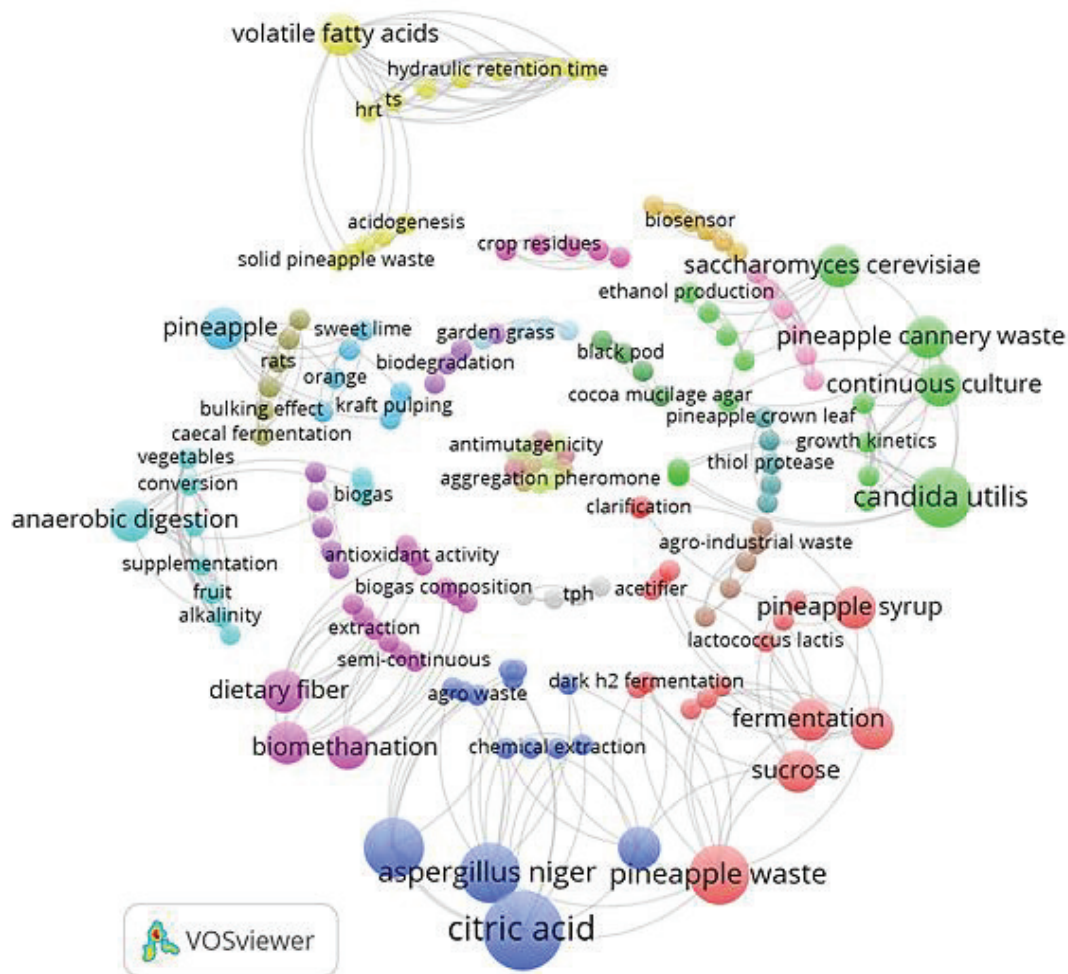 volatile fatty acids
hydraulic retention time
hrt
ts
acidogenesis
solid pineapple waste
biosensor
crop residues
saccharomyces cerevisiae
ethanol production
pineapple
sweet lime
garden grass
pineapple cannery waste
rats
biodegradation
black pod
orange
continuous culture
cocoa mucilage agar
bulking effect
kraft pulping
pineapple crown leaf
caecal fermentation
antimutagenicity
growth kinetics
vegetables
thiol protease
conversion
biogas
aggregation pheromone
candida utilis
clarification
anaerobic digestion
agro-industrial waste
antioxidant activity
supplementation
biogas composition
tph
acetifier
fruit
pineapple syrup
alkalinity
extraction
lactococcus lactis
semi-continuous
dietary fiber
agro waste
dark h2 fermentation
fermentation
biomethanation
chemical extraction
sucrose
aspergillus niger
pineapple waste
citric acid
VOSviewer